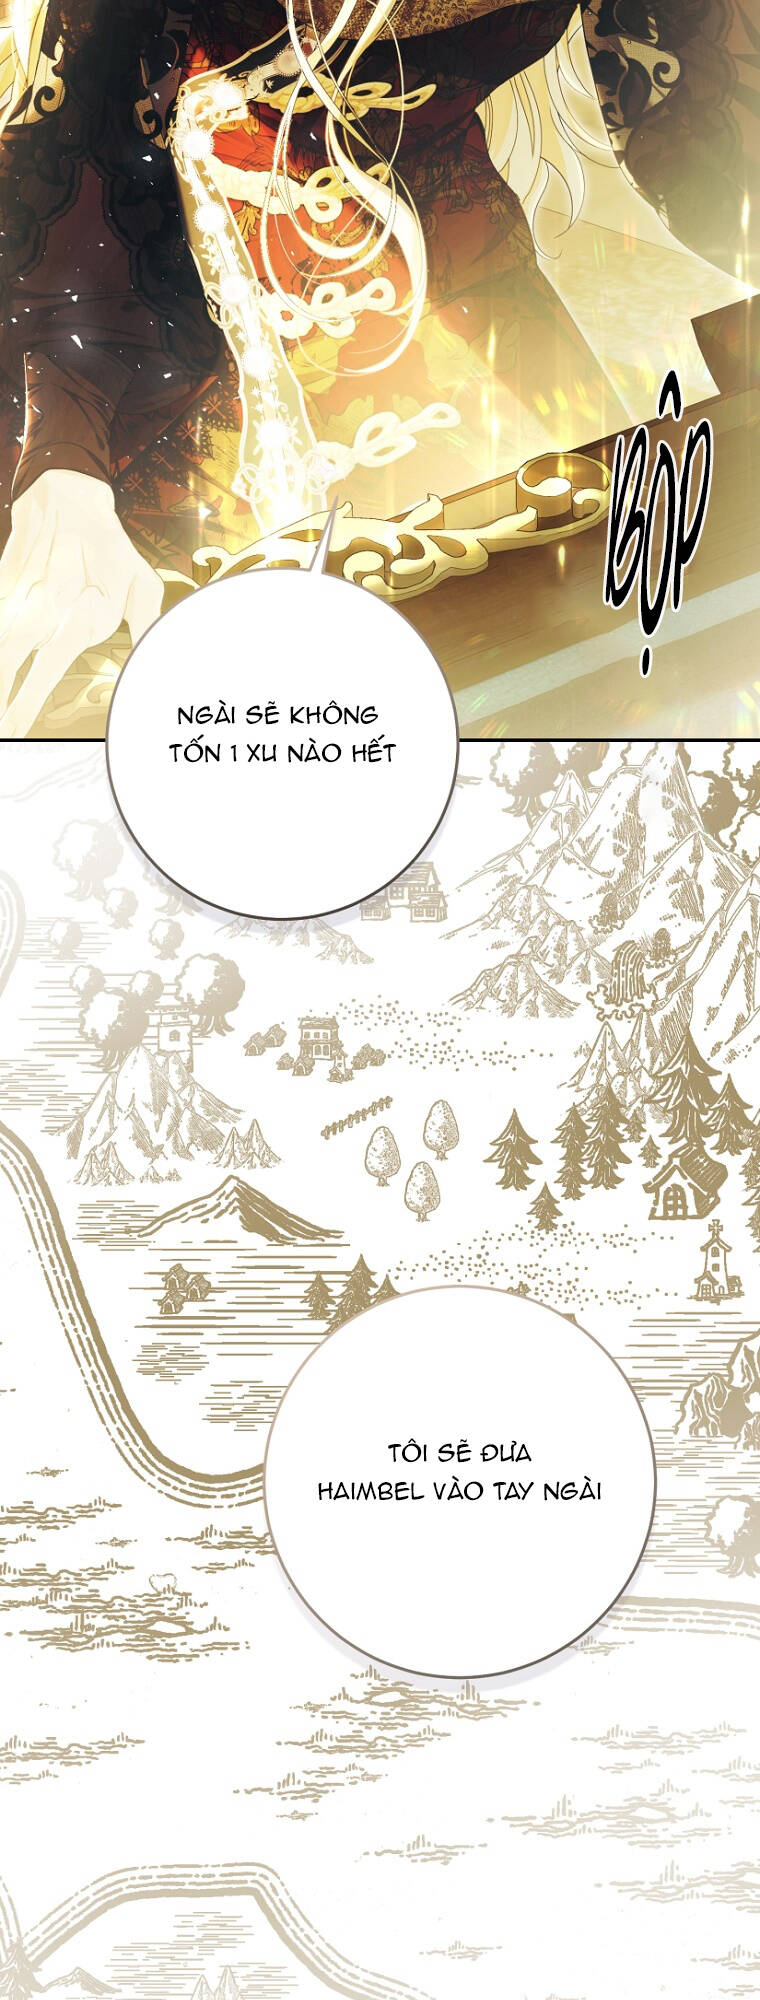 BỘP
NGÀI SẼ KHÔNG
TỐN 1 XU NÀO HẾT
TÔI SẼ ĐƯA
HAIMBEL VÀO TAY NGÀI